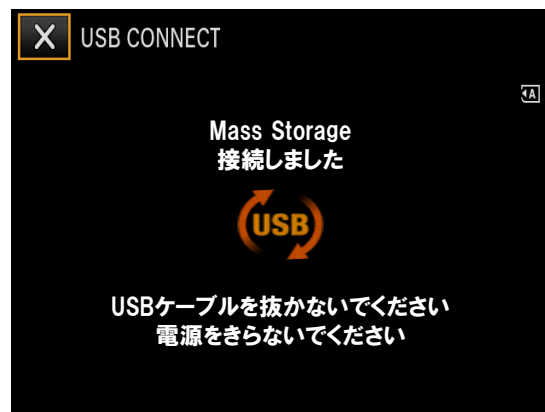 X USB CONNECT
A
Mass Storage
接続しました
USB
USBケーブルを抜かないでください
電源をきらないでください